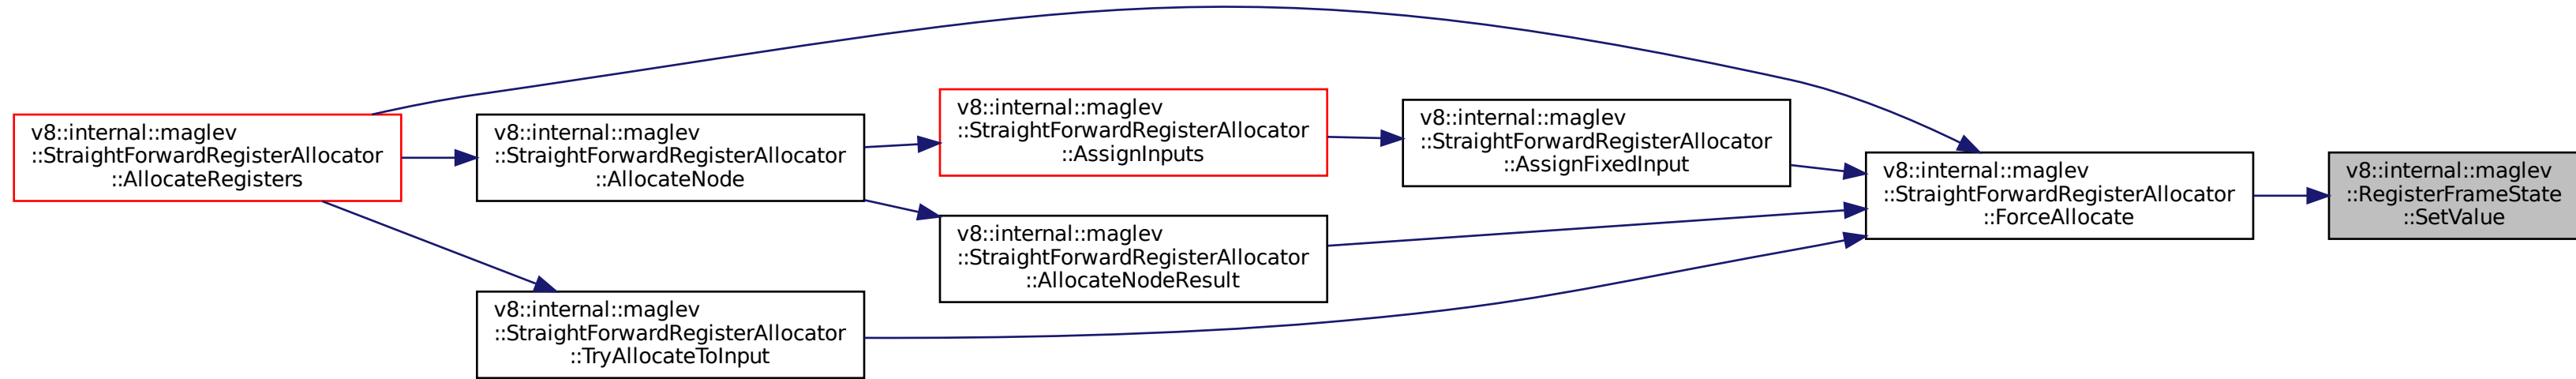 v8::internal::maglev
::StraightForwardRegisterAllocator
::AllocateRegisters
v8::internal::maglev
::StraightForwardRegisterAllocator
::AllocateNode
v8::internal::maglev
::StraightForwardRegisterAllocator
::TryAllocateToInput
v8::internal::maglev
::StraightForwardRegisterAllocator
::AssignInputs
v8::internal::maglev
::StraightForwardRegisterAllocator
::AllocateNodeResult
v8::internal::maglev
::StraightForwardRegisterAllocator
::AssignFixedInput
v8::internal::maglev
::StraightForwardRegisterAllocator
::ForceAllocate
v8::internal::maglev
::RegisterFrameState
::SetValue